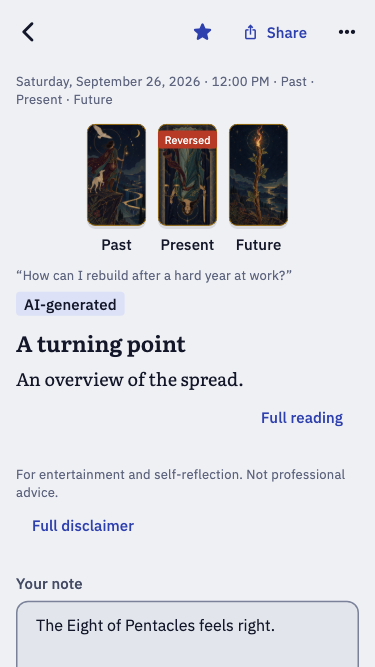 Share
Saturday, September 26, 2026 · 12:00 PM · Past ·
Present · Future
Reversed
Past
Present
Future
“How can I rebuild after a hard year at work?”
AI-generated
A turning point
An overview of the spread.
Full reading
For entertainment and self-reflection. Not professional
advice.
Full disclaimer
Your note
The Eight of Pentacles feels right.